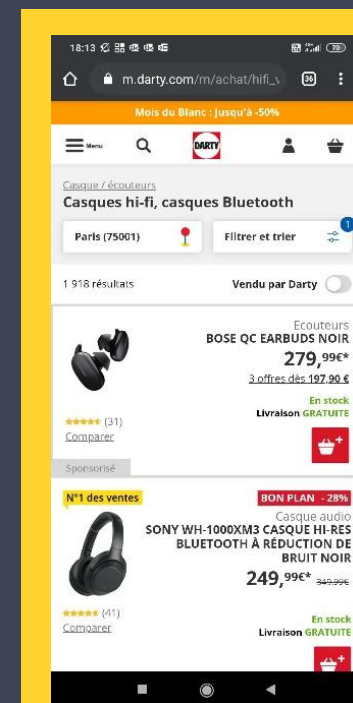 18:13
m.darty.com/m/achat/hifi_v
36
Mois du Blanc : Jusqu'à -50%
Menu
DARTY
Casque / écouteurs
Casques hi-fi, casques Bluetooth
1
Paris (75001)
Filtrer et trier
1 918 résultats
Vendu par Darty
Ecouteurs
BOSE QC EARBUDS NOIR
279,99€*
3 offres dès 197,90 €
En stock
Livraison GRATUITE
(31)
Comparer
Sponsorisé
N°1 des ventes
BON PLAN - 28%
Casque audio
SONY WH-1000XM3 CASQUE HI-RES
BLUETOOTH À RÉDUCTION DE
BRUIT NOIR
249,99€* 349,99€
(41)
Comparer
En stock
Livraison GRATUITE